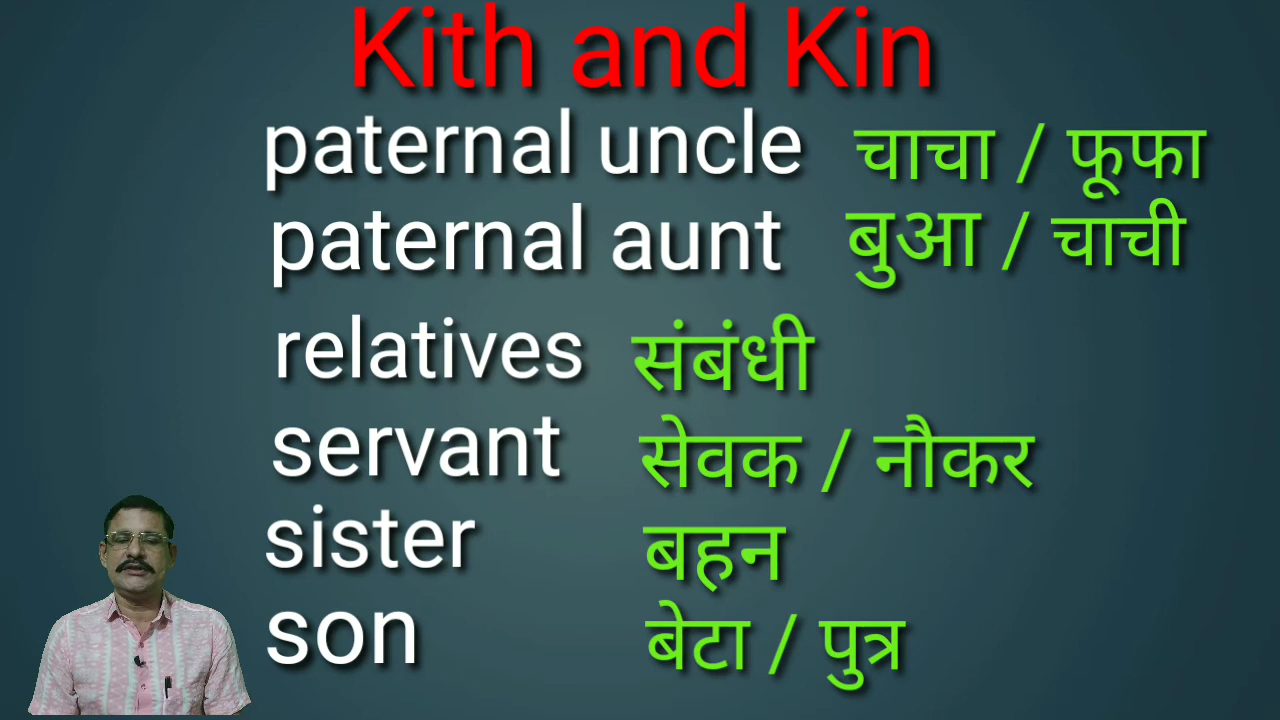 Kith and Kin
paternal uncle चाचा / फूफा
paternal aunt बुआ / चाची
relatives संबंधी
servant सेवक / नौकर
sister बहन
son बेटा / पुत्र